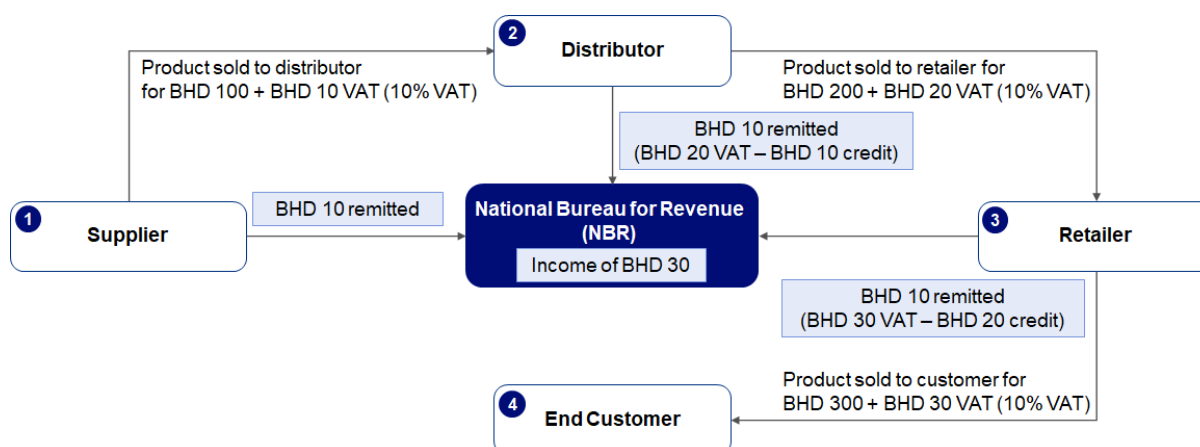 2
Distributor
Product sold to distributor
for BHD 100 + BHD 10 VAT (10% VAT)
Product sold to retailer for
BHD 200 + BHD 20 VAT (10% VAT)
BHD 10 remitted
(BHD 20 VAT – BHD 10 credit)
1
Supplier
BHD 10 remitted
National Bureau for Revenue
(NBR)
Income of BHD 30
3
Retailer
BHD 10 remitted
(BHD 30 VAT – BHD 20 credit)
Product sold to customer for
BHD 300 + BHD 30 VAT (10% VAT)
4
End Customer